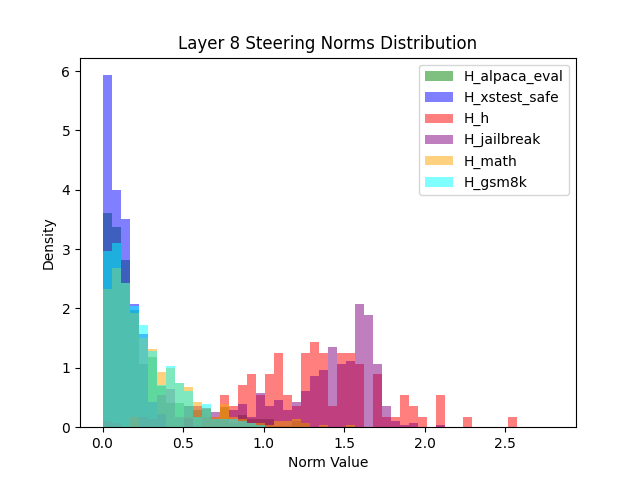 Layer 8 Steering Norms Distribution
H_alpaca_eval
H_xstest_safe
H_h
H_jailbreak
H_math
H_gsm8k
Density
6
5
4
3
2
1
0
0.0 0.5 1.0 1.5 2.0 2.5
Norm Value